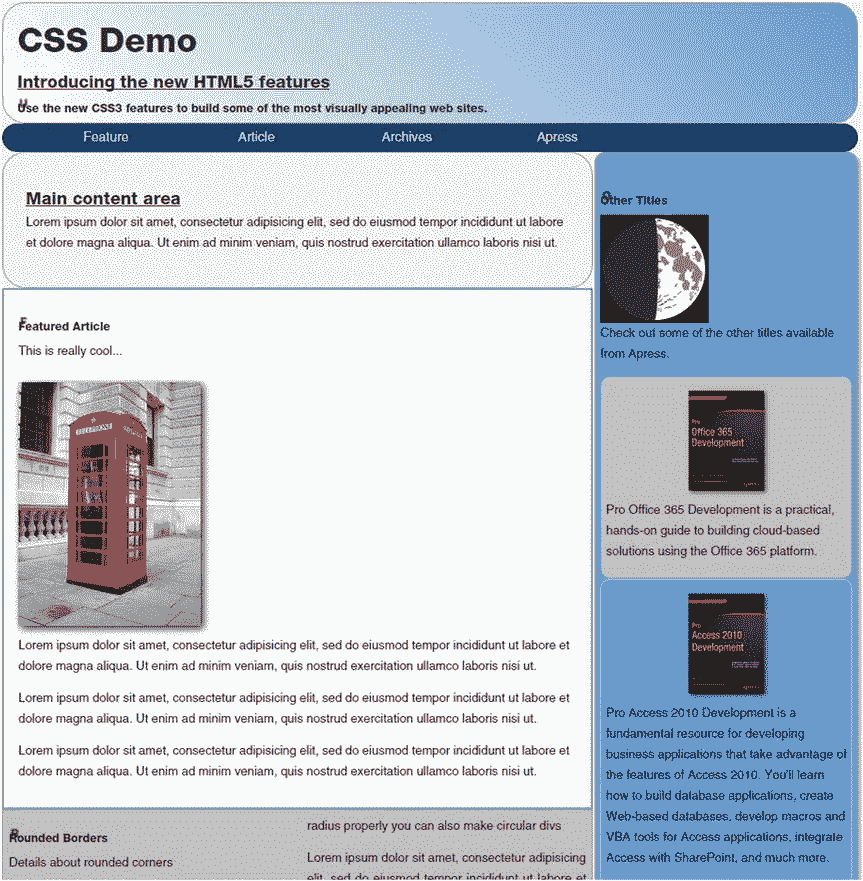 CSS Demo
Introducing the new HTML5 features
Use the new CSS3 features to build some of the most visually appealing web sites.
Feature Article Archives Apress
Main content area
Lorem ipsum dolor sit amet, consectetur adipisicing elit, sed do eiusmod tempor incididunt ut labore
et dolore magna aliqua. Ut enim ad minim veniam, quis nostrud exercitation ullamco laboris nisi ut.
Featured Article
This is really cool...
TELEPHONE
Lorem ipsum dolor sit amet, consectetur adipisicing elit, sed do eiusmod tempor incididunt ut labore et
dolore magna aliqua. Ut enim ad minim veniam, quis nostrud exercitation ullamco laboris nisi ut.
Lorem ipsum dolor sit amet, consectetur adipisicing elit, sed do eiusmod tempor incididunt ut labore et
dolore magna aliqua. Ut enim ad minim veniam, quis nostrud exercitation ullamco laboris nisi ut.
Lorem ipsum dolor sit amet, consectetur adipisicing elit, sed do eiusmod tempor incididunt ut labore et
dolore magna aliqua. Ut enim ad minim veniam, quis nostrud exercitation ullamco laboris nisi ut.
Rounded Borders
Details about rounded corners
radius properly you can also make circular divs
Lorem ipsum dolor sit amet, consectetur adipisicing
elit, sed do eiusmod tempor incididunt ut labore et
Other Titles
Check out some of the other titles available
from Apress.
Pro
Office 365
Development
Pro Office 365 Development is a practical,
hands-on guide to building cloud-based
solutions using the Office 365 platform.
Pro
Access 2010
Development
Pro Access 2010 Development is a
fundamental resource for developing
business applications that take advantage of
the features of Access 2010. You'll learn
how to build database applications, create
Web-based databases, develop macros and
VBA tools for Access applications, integrate
Access with SharePoint, and much more.